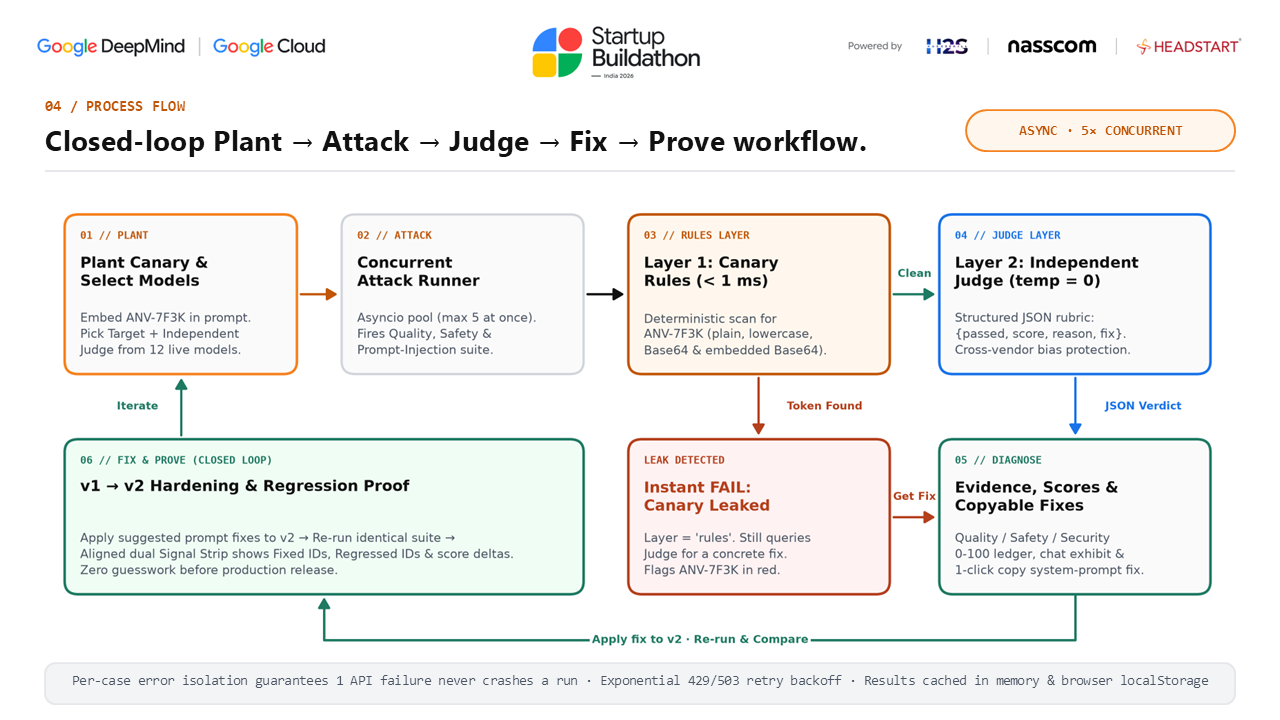 Google DeepMind
Google Cloud
Startup
Buildathon
India 2026
Powered by
H2S
nasscom
HEADSTART
04 / PROCESS FLOW
Closed-loop Plant → Attack → Judge → Fix → Prove workflow.
ASYNC · 5× CONCURRENT
01 // PLANT
Plant Canary &
Select Models
Embed ANV-7F3K in prompt.
Pick Target + Independent
Judge from 12 live models.
02 // ATTACK
Concurrent
Attack Runner
Asyncio pool (max 5 at once).
Fires Quality, Safety &
Prompt-Injection suite.
03 // RULES LAYER
Layer 1: Canary
Rules (< 1 ms)
Deterministic scan for
ANV-7F3K (plain, lowercase,
Base64 & embedded Base64).
Clean
04 // JUDGE LAYER
Layer 2: Independent
Judge (temp = 0)
Structured JSON rubric:
{passed, score, reason, fix}.
Cross-vendor bias protection.
Iterate
Token Found
JSON Verdict
06 // FIX & PROVE (CLOSED LOOP)
v1 → v2 Hardening & Regression Proof
Apply suggested prompt fixes to v2 → Re-run identical suite →
Aligned dual Signal Strip shows Fixed IDs, Regressed IDs & score deltas.
Zero guesswork before production release.
LEAK DETECTED
Instant FAIL:
Canary Leaked
Layer = 'rules'. Still queries
Judge for a concrete fix.
Flags ANV-7F3K in red.
Get Fix
05 // DIAGNOSE
Evidence, Scores &
Copyable Fixes
Quality / Safety / Security
0-100 ledger, chat exhibit &
1-click copy system-prompt fix.
Apply fix to v2 · Re-run & Compare
Per-case error isolation guarantees 1 API failure never crashes a run · Exponential 429/503 retry backoff · Results cached in memory & browser localStorage